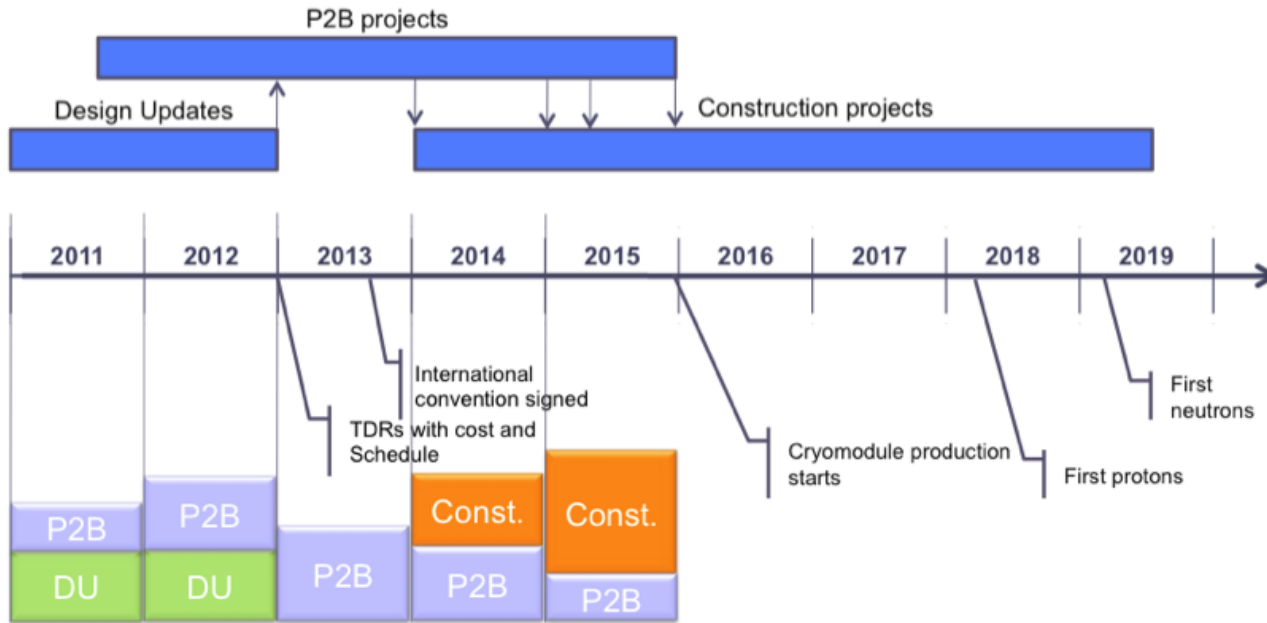 P2B projects
Design Updates
Construction projects
2011 2012 2013 2014 2015 2016 2017 2018 2019
International
convention signed
TDRs with cost and
Schedule
First
neutrons
Cryomodule production
starts
First protons
P2B P2B P2B Const. Const.
DU DU P2B P2B